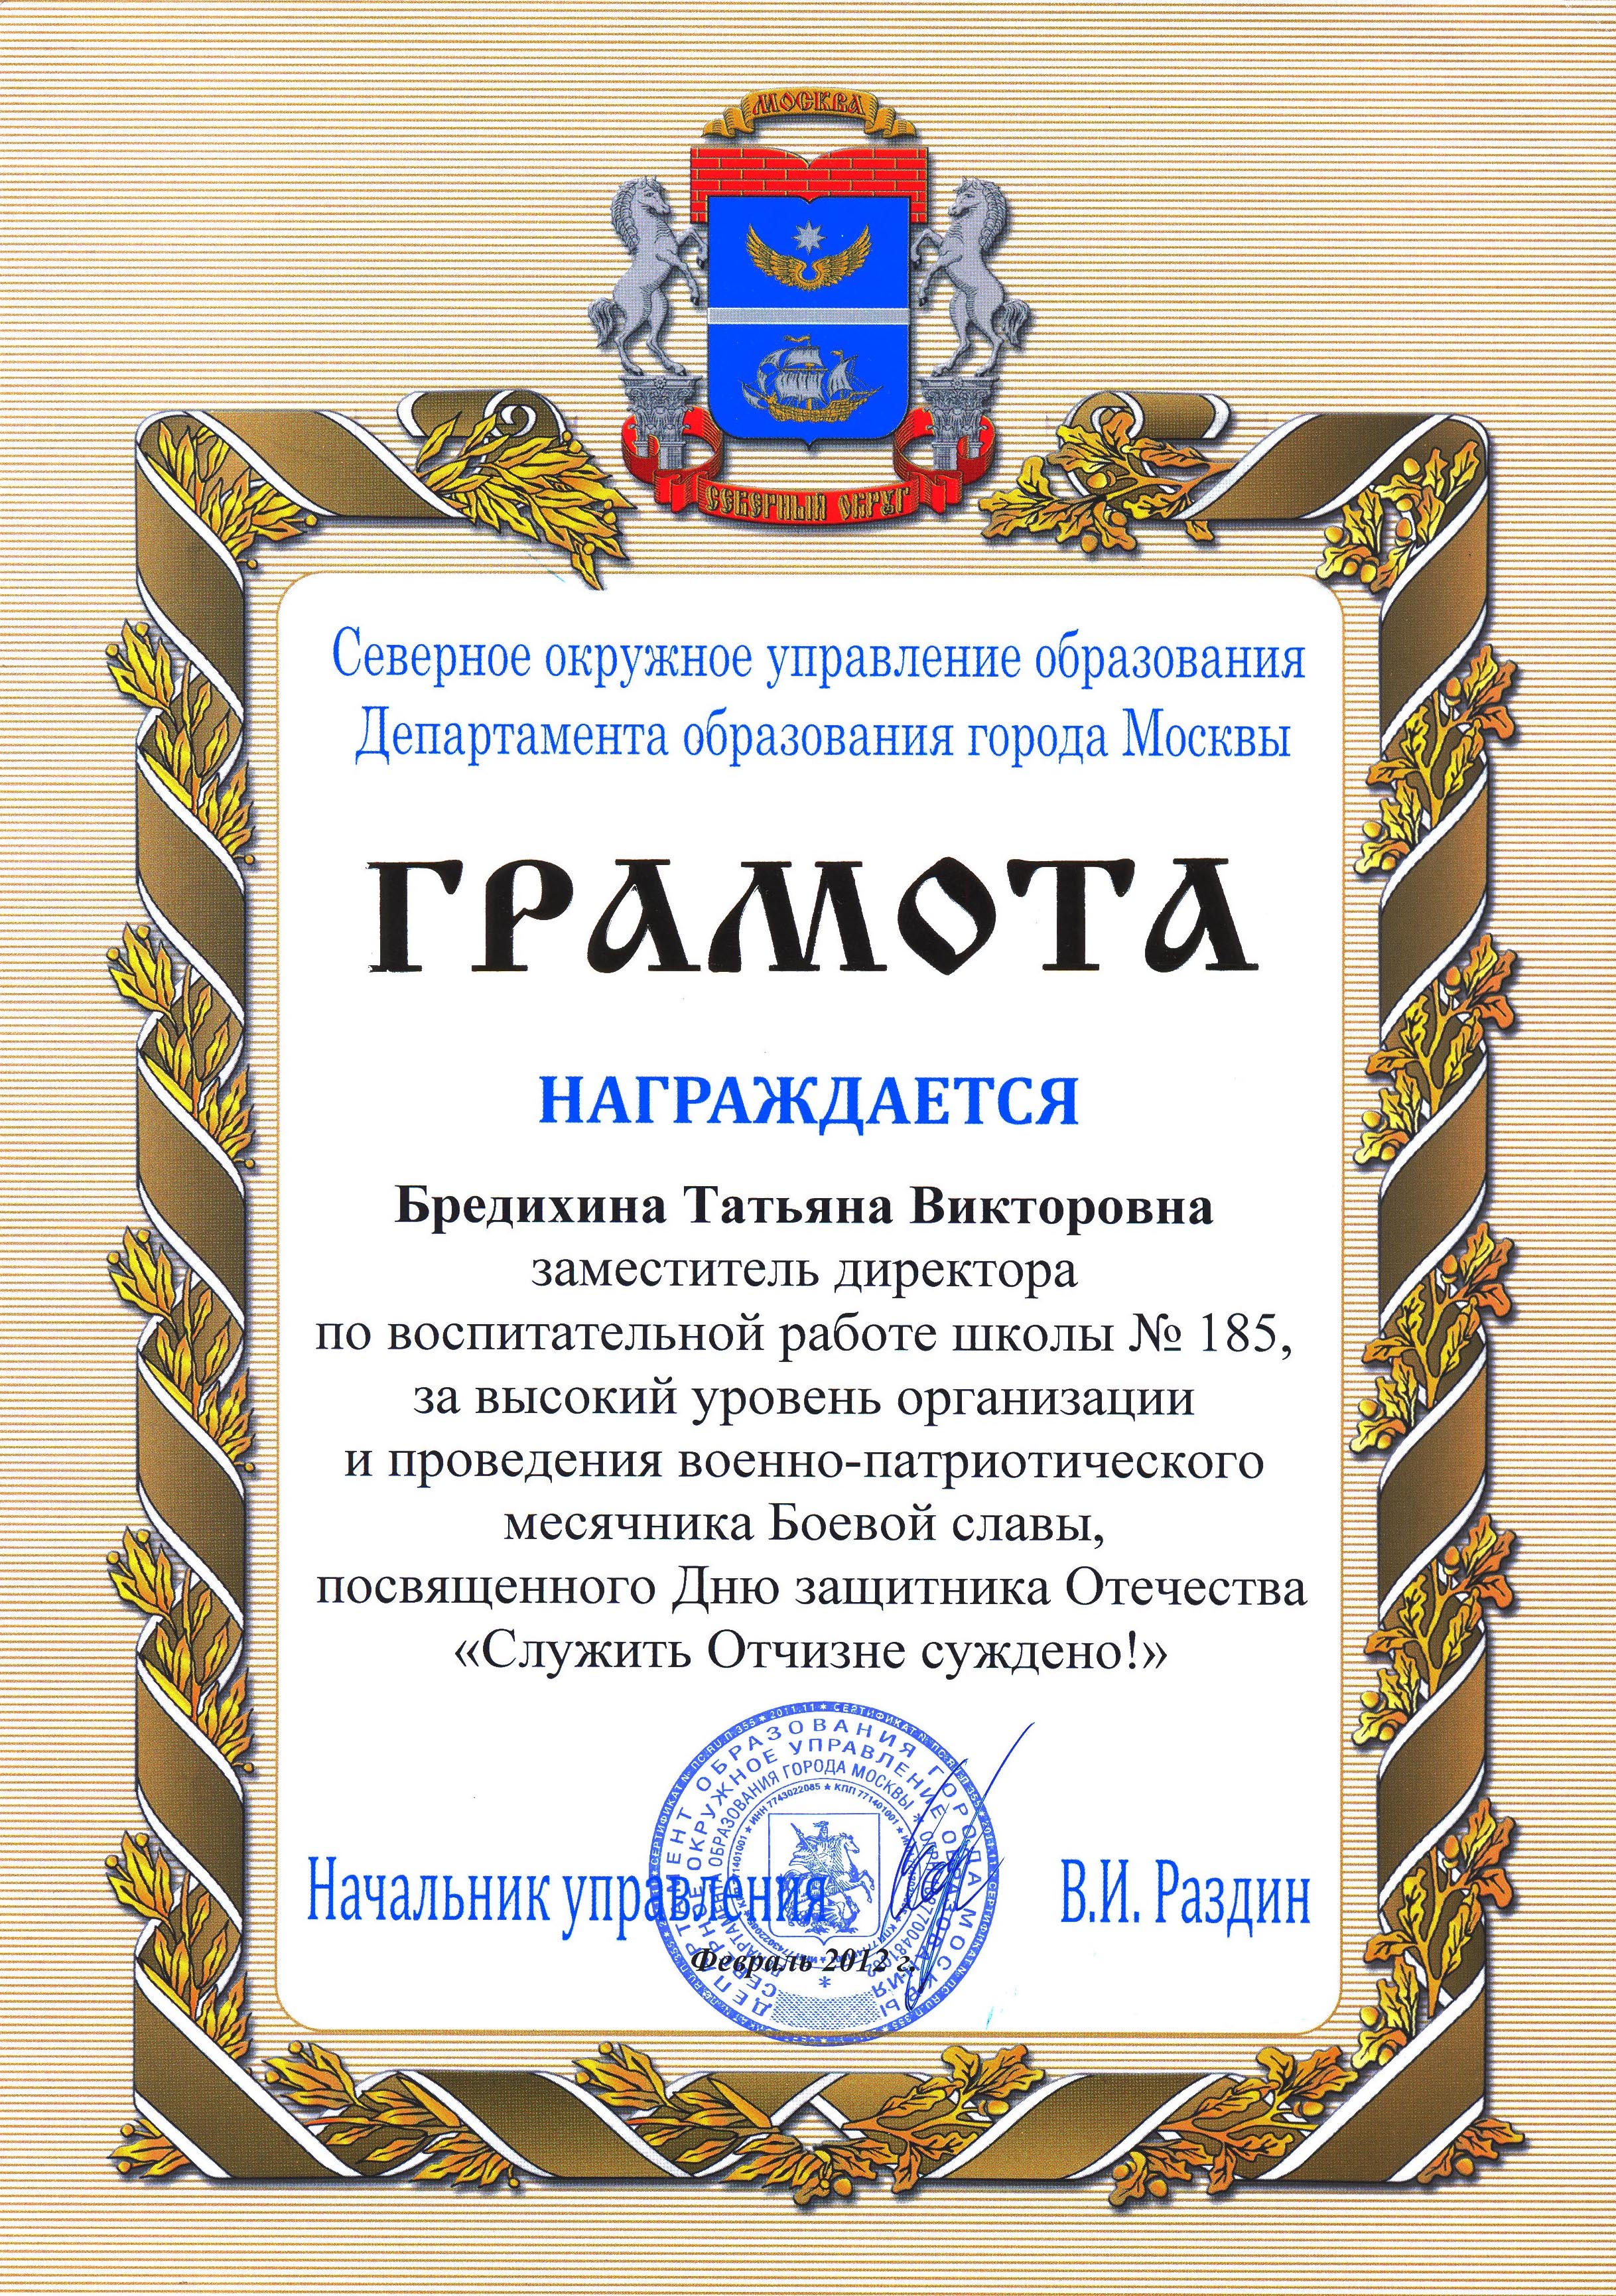 МОСКВА
СЕВЕРНЫЙ ОКРУГ
Северное окружное управление образования
Департамента образования города Москвы
ГРАМОТА
НАГРАЖДАЕТСЯ
Бредихина Татьяна Викторовна
заместитель директора
по воспитательной работе школы № 185,
за высокий уровень организации
и проведения военно-патриотического
месячника Боевой славы,
посвященного Дню защитника Отечества
«Служить Отчизне суждено!»
ДЕПАРТАМЕНТ ОБРАЗОВАНИЯ ГОРОДА МОСКВЫ
СЕВЕРНОЕ ОКРУЖНОЕ УПРАВЛЕНИЕ ОБРАЗОВАНИЯ
ДЕПАРТАМЕНТА ОБРАЗОВАНИЯ ГОРОДА МОСКВЫ
ИНН 7743022085 * КПП 771401001
Начальник управления В.И. Раздин
Февраль 2012 г.